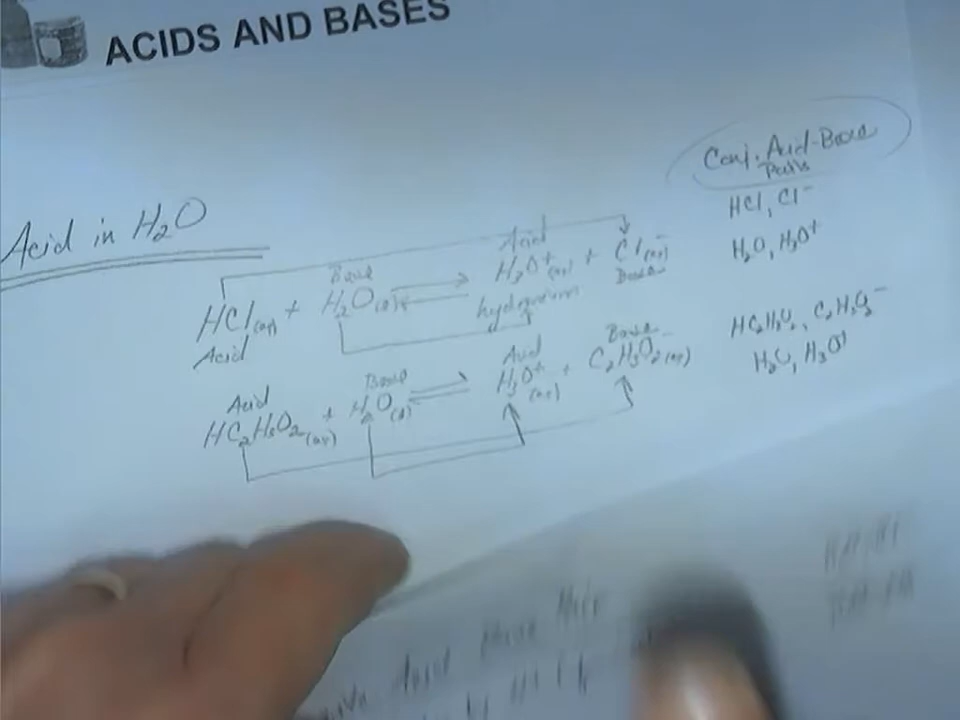 ACIDS AND BASES
Conj. Acid-Base
Pairs
Acid in H₂O
HCl, Cl⁻
H₂O, H₃O⁺
Base Acid
HCl(aq) + H₂O(l) ⇌ H₃O⁺(aq) + Cl(aq)⁻
Acid hydronium Base
HC₂H₃O₂, C₂H₃O₂⁻
H₂O, H₃O⁺
Acid Base Acid Base
HC₂H₃O₂(aq) + H₂O(l) ⇌ H₃O⁺(aq) + C₂H₃O₂⁻(aq)
Acid